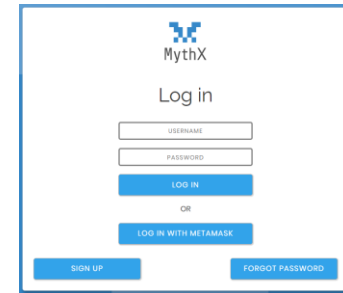 MythX
Log in
USERNAME
PASSWORD
LOG IN
OR
LOG IN WITH METAMASK
SIGN UP
FORGOT PASSWORD